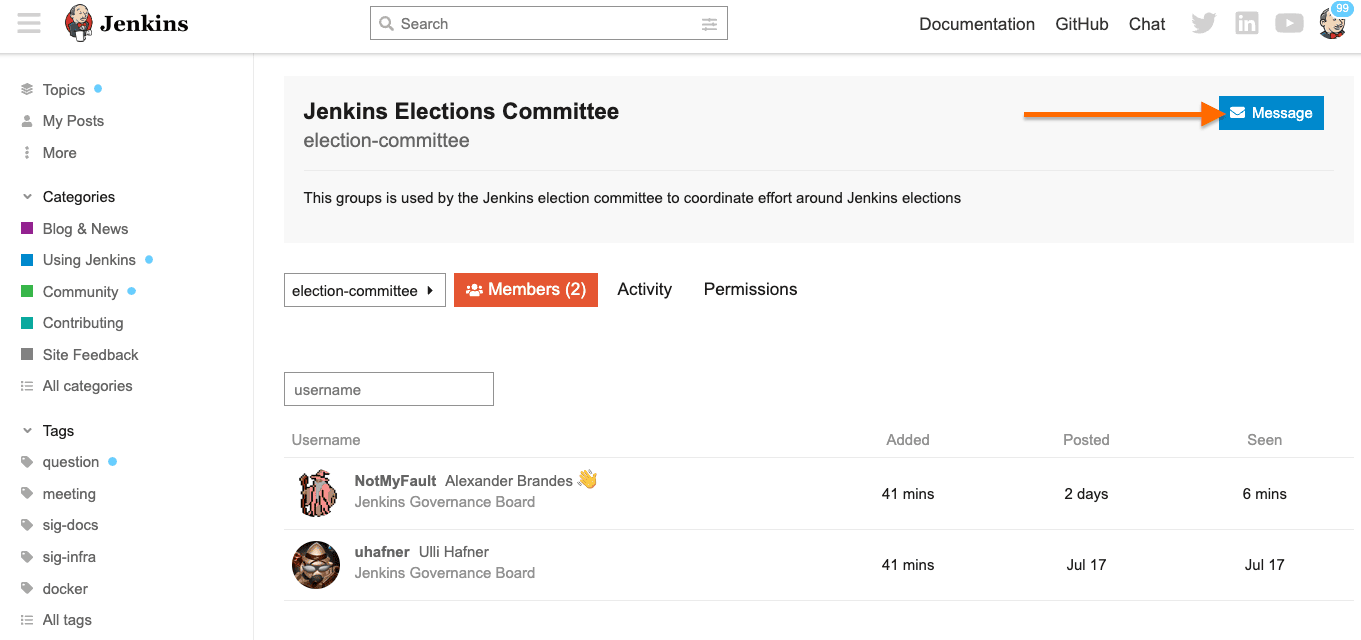 Jenkins
Search
Documentation GitHub Chat
99
Topics
My Posts
More
Categories
Blog & News
Using Jenkins
Community
Contributing
Site Feedback
All categories
Tags
question
meeting
sig-docs
sig-infra
docker
All tags
Jenkins Elections Committee
election-committee
Message
This groups is used by the Jenkins election committee to coordinate effort around Jenkins elections
election-committee Members (2) Activity Permissions
username
Username Added Posted Seen
NotMyFault Alexander Brandes 👋
Jenkins Governance Board
41 mins 2 days 6 mins
uhafner Ulli Hafner
Jenkins Governance Board
41 mins Jul 17 Jul 17